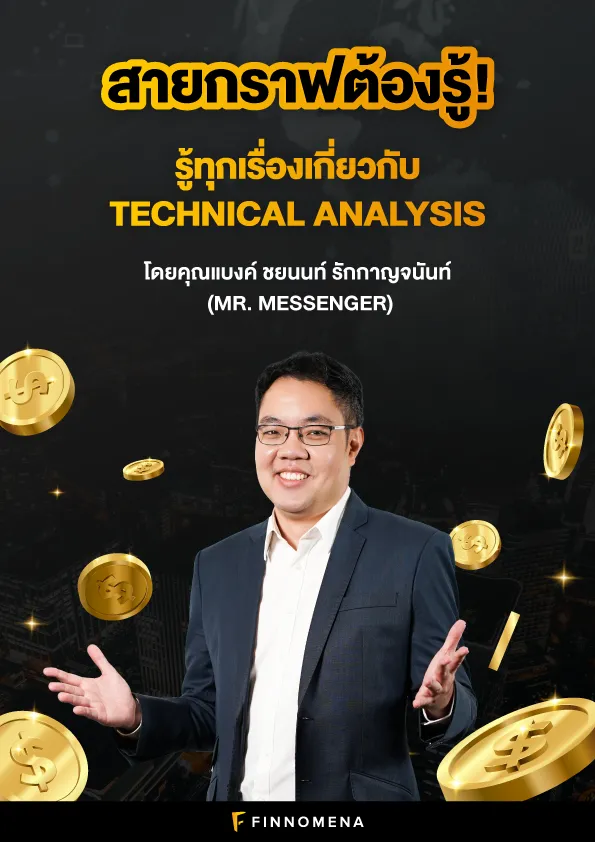 สายกราฟต้องรู้!
รู้ทุกเรื่องเกี่ยวกับ
TECHNICAL ANALYSIS
โดยคุณแบงค์ ชยนนท์ รักกาญจนันท์
(MR. MESSENGER)
FINNOMENA